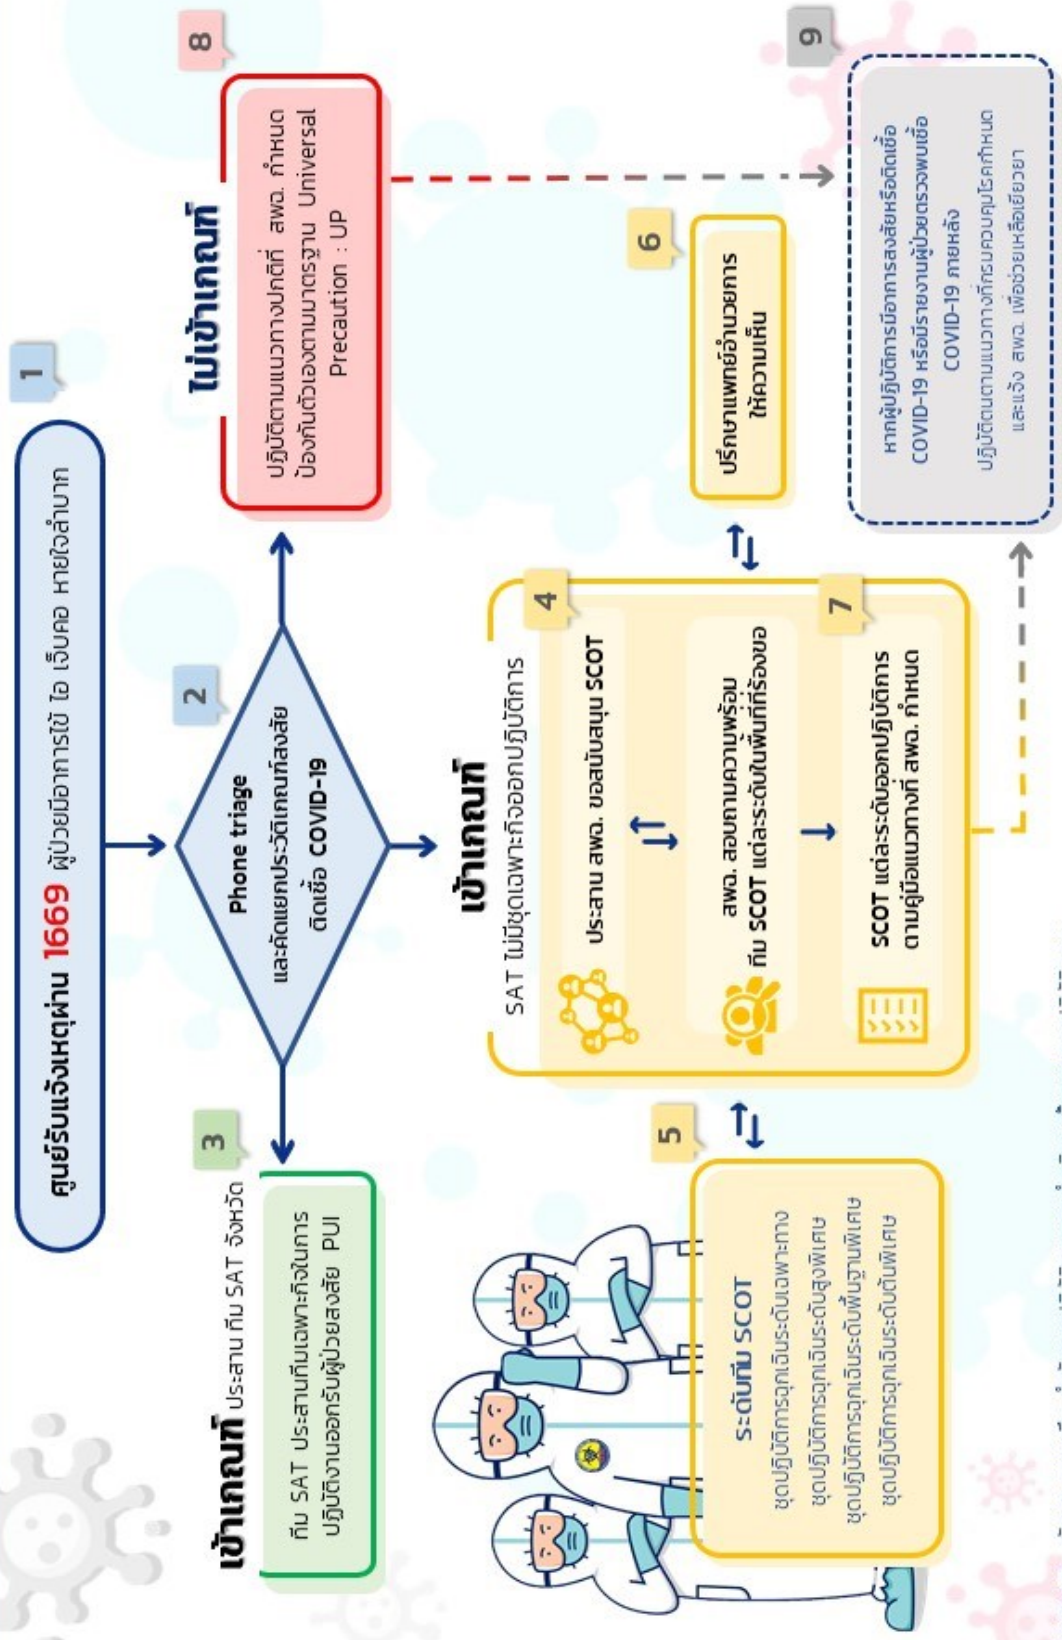 1
ศูนย์รับแจ้งเหตุผ่าน 1669 ผู้ป่วยมีอาการไข้ ไอ เจ็บคอ หายใจลำบาก
2
Phone triage
และคัดแยกประวัติเกณฑ์สงสัย
ติดเชื้อ COVID-19
3
เข้าเกณฑ์ ประสาน ทีม SAT จังหวัด
ทีม SAT ประสานทีมเฉพาะกิจในการ
ปฏิบัติงานออกรับผู้ป่วยสงสัย PUI
เข้าเกณฑ์
SAT ไม่มีชุดเฉพาะกิจออกปฏิบัติการ
4
ประสาน สพฉ. ขอสนับสนุน SCOT
สพฉ. สอบถามความพร้อม
ทีม SCOT แต่ละระดับในพื้นที่ที่ร้องขอ
7
SCOT แต่ละระดับออกปฏิบัติการ
ตามคู่มือแนวทางที่ สพฉ. กำหนด
5
ระดับทีม SCOT
ชุดปฏิบัติการฉุกเฉินระดับเฉพาะทาง
ชุดปฏิบัติการฉุกเฉินระดับสูงพิเศษ
ชุดปฏิบัติการฉุกเฉินระดับพื้นฐานพิเศษ
ชุดปฏิบัติการฉุกเฉินระดับต้นพิเศษ
6
ปรึกษาแพทย์อำนวยการ
ให้ความเห็น
8
ไม่เข้าเกณฑ์
ปฏิบัติตามแนวทางปกติที่ สพฉ. กำหนด
ป้องกันตัวเองตามมาตรฐาน Universal
Precaution : UP
9
หากผู้ปฏิบัติการมีอาการสงสัยหรือติดเชื้อ
COVID-19 หรือมีรายงานผู้ป่วยตรวจพบเชื้อ
COVID-19 ภายหลัง
ปฏิบัติตนตามแนวทางที่กรมควบคุมโรคกำหนด
และแจ้ง สพฉ. เพื่อช่วยเหลือเยียวยา